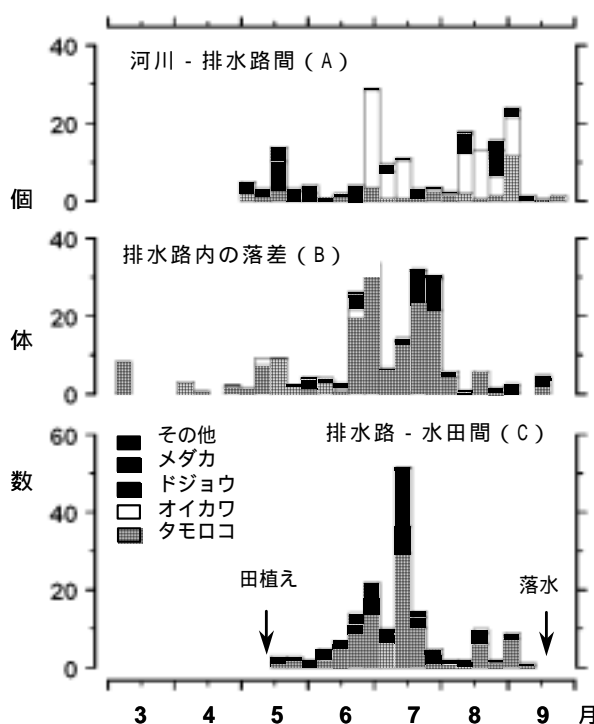 40
20
0
河川 - 排水路間 ( A )
個
40
20
0
排水路内の落差 ( B )
体
60
40
20
0
排水路 - 水田間 ( C )
数
その他
メダカ
ドジョウ
オイカワ
タモロコ
田植え
落水
3 4 5 6 7 8 9 月